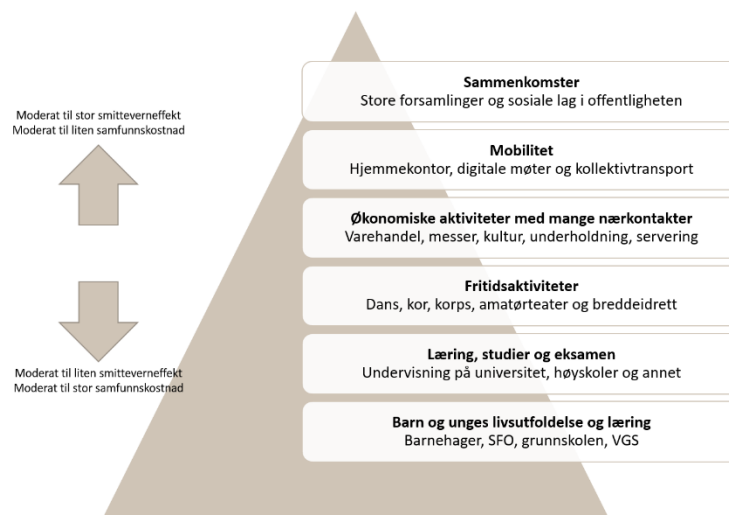 Sammenkomster
Store forsamlinger og sosiale lag i offentligheten
Moderat til stor smitteverneffekt
Moderat til liten samfunnskostnad
Mobilitet
Hjemmekontor, digitale møter og kollektivtransport
Økonomiske aktiviteter med mange nærkontakter
Varehandel, messer, kultur, underholdning, servering
Fritidsaktiviteter
Dans, kor, korps, amatørteater og breddeidrett
Læring, studier og eksamen
Undervisning på universitet, høyskoler og annet
Moderat til liten smitteverneffekt
Moderat til stor samfunnskostnad
Barn og unges livsutfoldelse og læring
Barnehager, SFO, grunnskolen, VGS